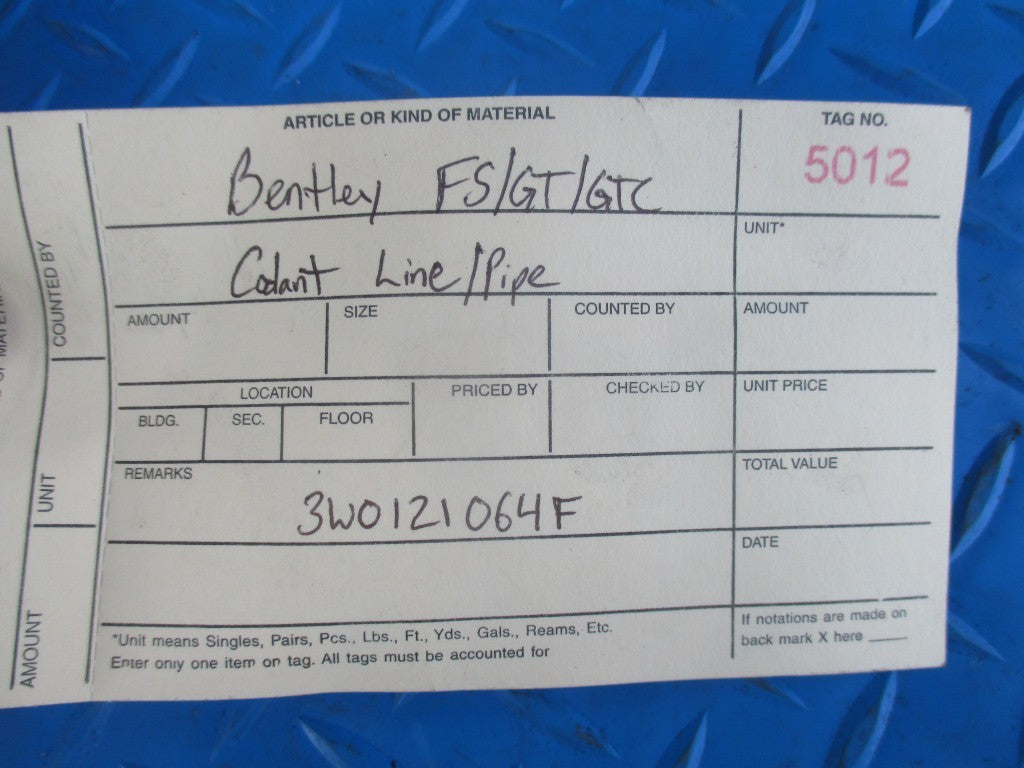 ARTICLE OR KIND OF MATERIAL
TAG NO.
5012
Bentley FS/GT/GTC
UNIT*
Codant Line/Pipe
AMOUNT
SIZE
COUNTED BY
AMOUNT
LOCATION
PRICED BY
CHECKED BY
UNIT PRICE
BLDG.
SEC.
FLOOR
REMARKS
TOTAL VALUE
3W0121064F
DATE
*Unit means Singles, Pairs, Pcs., Lbs., Ft., Yds., Gals., Reams, Etc.
Enter only one item on tag. All tags must be accounted for
If notations are made on
back mark X here
COUNTED BY
UNIT
AMOUNT